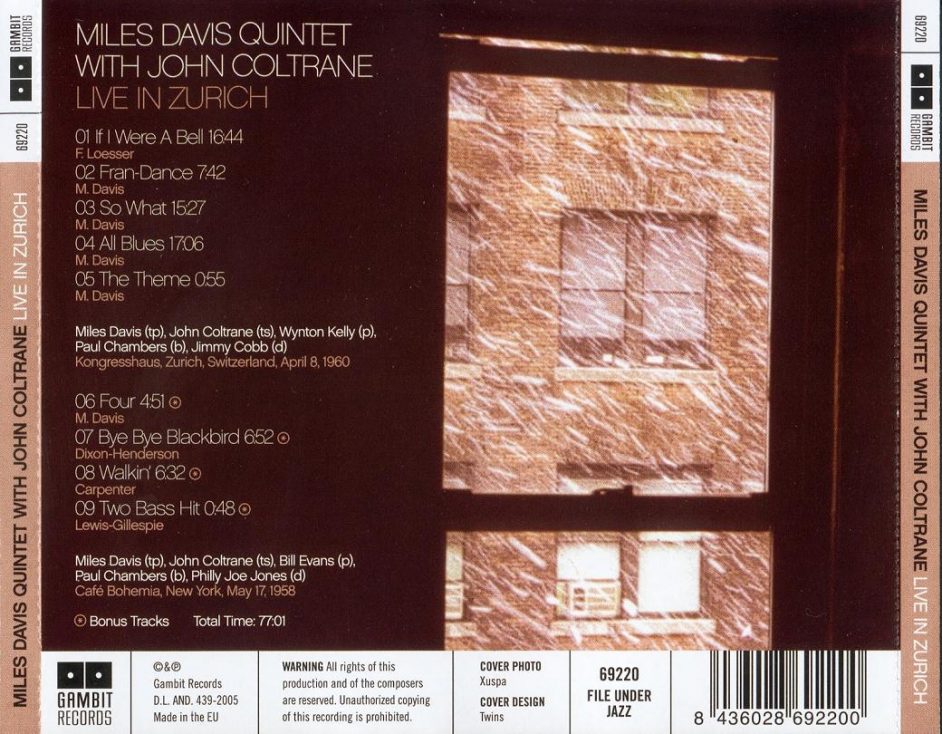 MILES DAVIS QUINTET
WITH JOHN COLTRANE
LIVE IN ZURICH
01 If I Were A Bell 16:44
F. Loesser
02 Fran-Dance 7:42
M. Davis
03 So What 15:27
M. Davis
04 All Blues 17:06
M. Davis
05 The Theme 0:55
M. Davis
Miles Davis (tp), John Coltrane (ts), Wynton Kelly (p),
Paul Chambers (b), Jimmy Cobb (d)
Kongresshaus, Zurich, Switzerland, April 8, 1960
06 Four 4:51 ⊛
M. Davis
07 Bye Bye Blackbird 6:52 ⊛
Dixon-Henderson
08 Walkin' 6:32 ⊛
Carpenter
09 Two Bass Hit 0:48 ⊛
Lewis-Gillespie
Miles Davis (tp), John Coltrane (ts), Bill Evans (p),
Paul Chambers (b), Philly Joe Jones (d)
Café Bohemia, New York, May 17, 1958
⊛ Bonus Tracks Total Time: 77:01
GAMBIT
RECORDS
©&℗
Gambit Records
D.L. AND. 439-2005
Made in the EU
WARNING All rights of this
production and of the composers
are reserved. Unauthorized copying
of this recording is prohibited.
COVER PHOTO
Xuspa
COVER DESIGN
Twins
69220
FILE UNDER
JAZZ
8 436028 692200
GAMBIT
RECORDS
69220
MILES DAVIS QUINTET WITH JOHN COLTRANE LIVE IN ZURICH
69220
GAMBIT
RECORDS
MILES DAVIS QUINTET WITH JOHN COLTRANE LIVE IN ZURICH